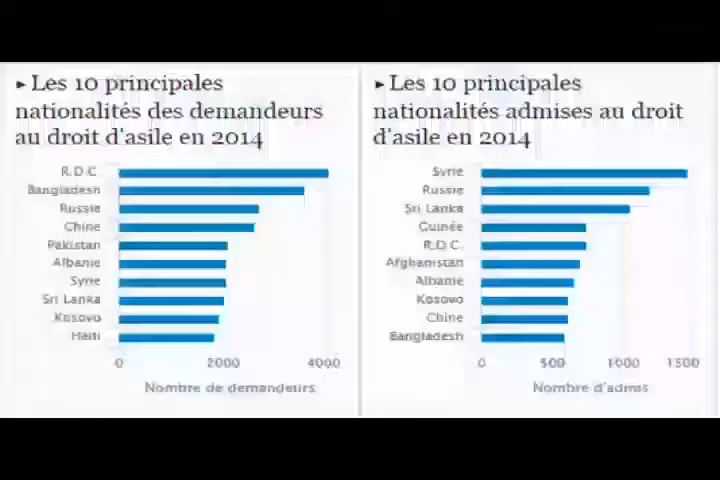 ►Les 10 principales
nationalités des demandeurs
au droit d'asile en 2014
R.D.C.
Bangladesh
Russie
Chine
Pakistan
Albanie
Syrie
Sri Lanka
Kosovo
Haïti
0 2000 4000
Nombre de demandeurs
►Les 10 principales
nationalités admises au droit
d'asile en 2014
Syrie
Russie
Sri Lanka
Guinée
R.D.C.
Afghanistan
Albanie
Kosovo
Chine
Bangladesh
0 500 1000 1500
Nombre d'admis